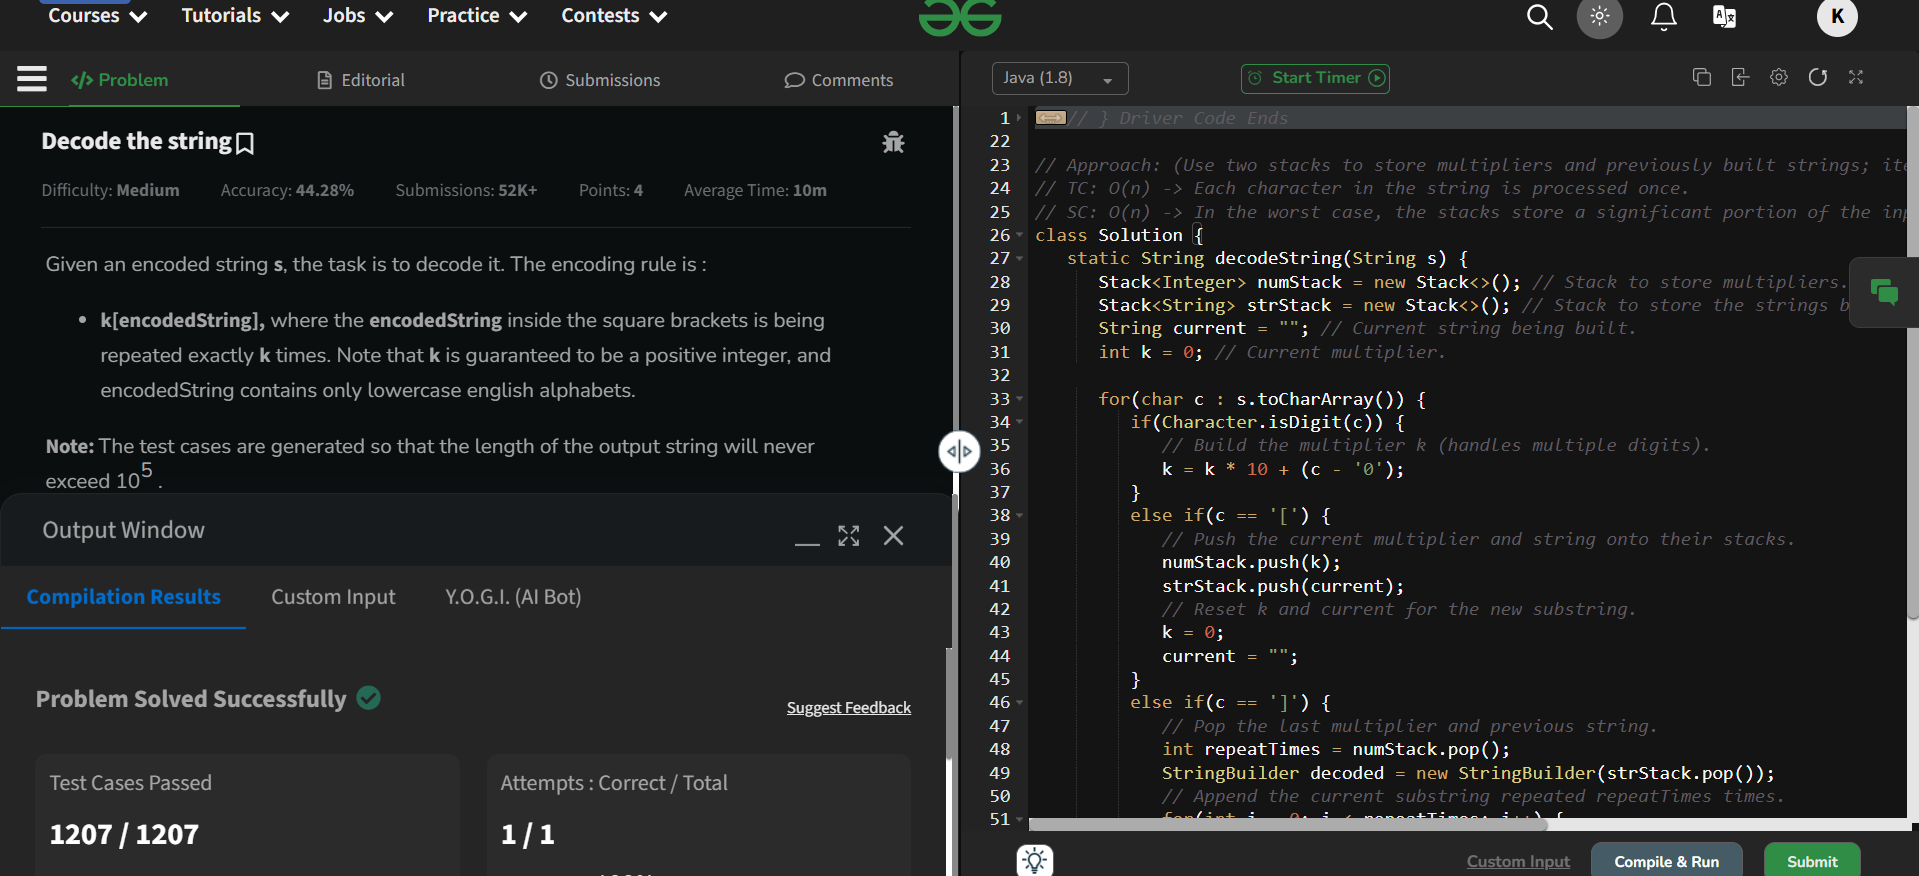 Courses
Tutorials
Jobs
Practice
Contests
K
Problem
Editorial
Submissions
Comments
Decode the string
Difficulty: Medium
Accuracy: 44.28%
Submissions: 52K+
Points: 4
Average Time: 10m
Given an encoded string s, the task is to decode it. The encoding rule is :
• k[encodedString], where the encodedString inside the square brackets is being
repeated exactly k times. Note that k is guaranteed to be a positive integer, and
encodedString contains only lowercase english alphabets.
Note: The test cases are generated so that the length of the output string will never
exceed 10^5 .
Output Window
Compilation Results
Custom Input
Y.O.G.I. (AI Bot)
Problem Solved Successfully
Suggest Feedback
Test Cases Passed
1207 / 1207
Attempts : Correct / Total
1 / 1
Java (1.8)
Start Timer
1 // } Driver Code Ends
22
23 // Approach: (Use two stacks to store multipliers and previously built strings;
24 // TC: O(n) -> Each character in the string is processed once.
25 // SC: O(n) -> In the worst case, the stacks store a significant portion of the
26 class Solution {
27 static String decodeString(String s) {
28 Stack<Integer> numStack = new Stack<>(); // Stack to store multipliers.
29 Stack<String> strStack = new Stack<>(); // Stack to store the strings b
30 String current = ""; // Current string being built.
31 int k = 0; // Current multiplier.
32
33 for(char c : s.toCharArray()) {
34 if(Character.isDigit(c)) {
35 // Build the multiplier k (handles multiple digits).
36 k = k * 10 + (c - '0');
37 }
38 else if(c == '[') {
39 // Push the current multiplier and string onto their stacks.
40 numStack.push(k);
41 strStack.push(current);
42 // Reset k and current for the new substring.
43 k = 0;
44 current = "";
45 }
46 else if(c == ']') {
47 // Pop the last multiplier and previous string.
48 int repeatTimes = numStack.pop();
49 StringBuilder decoded = new StringBuilder(strStack.pop());
50 // Append the current substring repeated repeatTimes times.
51 for(int i = 0; i < repeatTimes; i++) {
Custom Input
Compile & Run
Submit